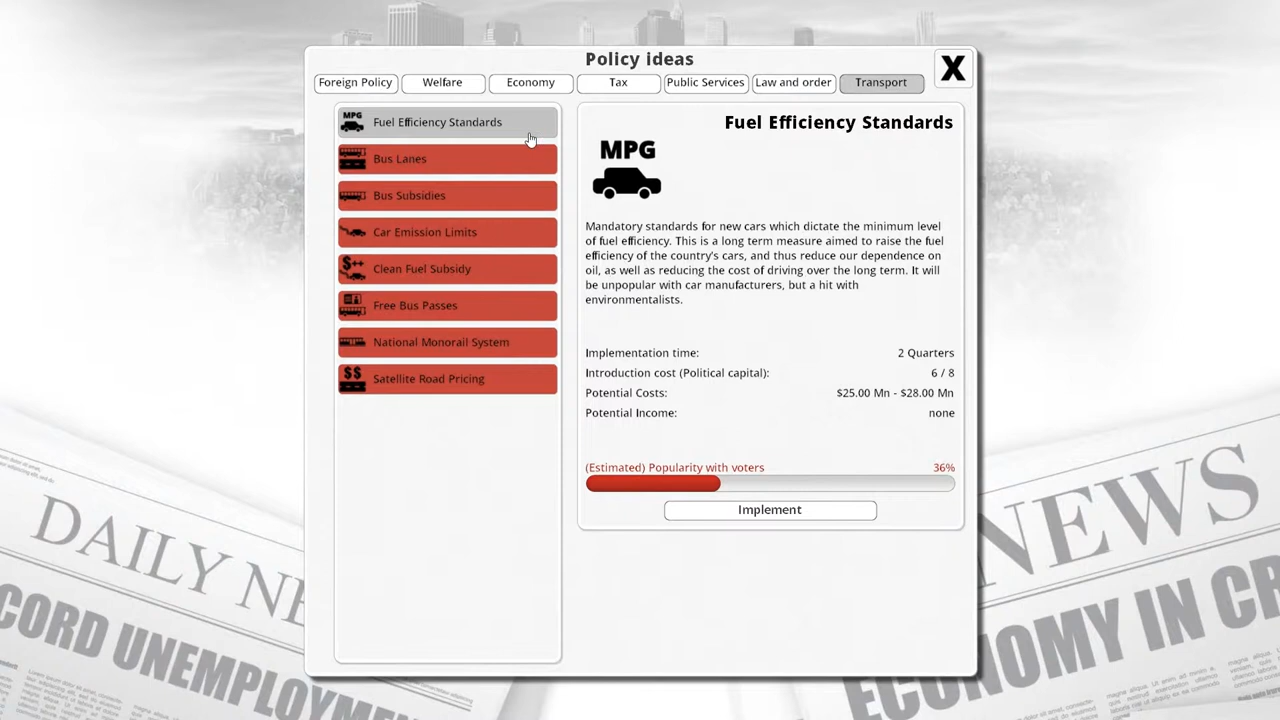 Policy ideas
X
Foreign Policy
Welfare
Economy
Tax
Public Services
Law and order
Transport
MPG
Fuel Efficiency Standards
Bus Lanes
Bus Subsidies
Car Emission Limits
$++
Clean Fuel Subsidy
Free Bus Passes
National Monorail System
$$
Satellite Road Pricing
Fuel Efficiency Standards
MPG
Mandatory standards for new cars which dictate the minimum level
of fuel efficiency. This is a long term measure aimed to raise the fuel
efficiency of the country's cars, and thus reduce our dependence on
oil, as well as reducing the cost of driving over the long term. It will
be unpopular with car manufacturers, but a hit with
environmentalists.
Implementation time: 2 Quarters
Introduction cost (Political capital): 6 / 8
Potential Costs: $25.00 Mn - $28.00 Mn
Potential Income: none
(Estimated) Popularity with voters 36%
Implement
DAILY NE
CORD UNEMPLOYM
NEWS
ECONOMY IN CR